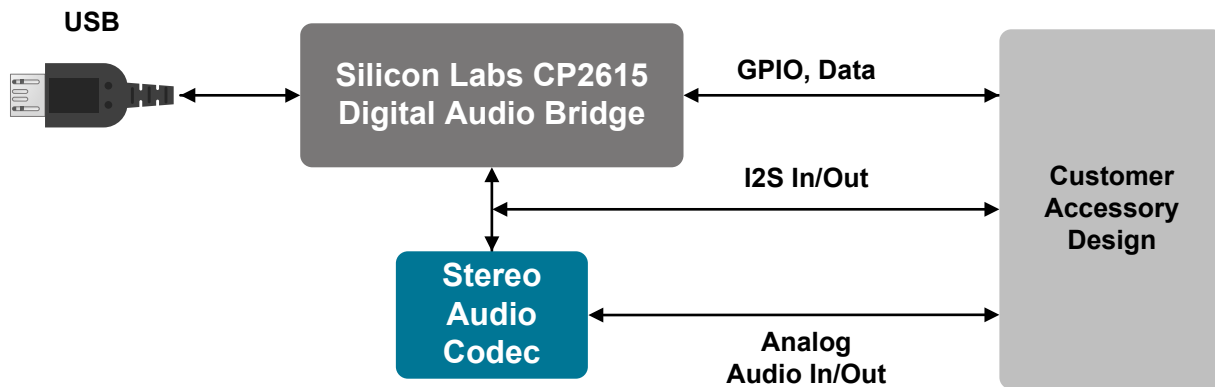 USB
Silicon Labs CP2615
Digital Audio Bridge
GPIO, Data
I2S In/Out
Customer
Accessory
Design
Stereo
Audio
Codec
Analog
Audio In/Out